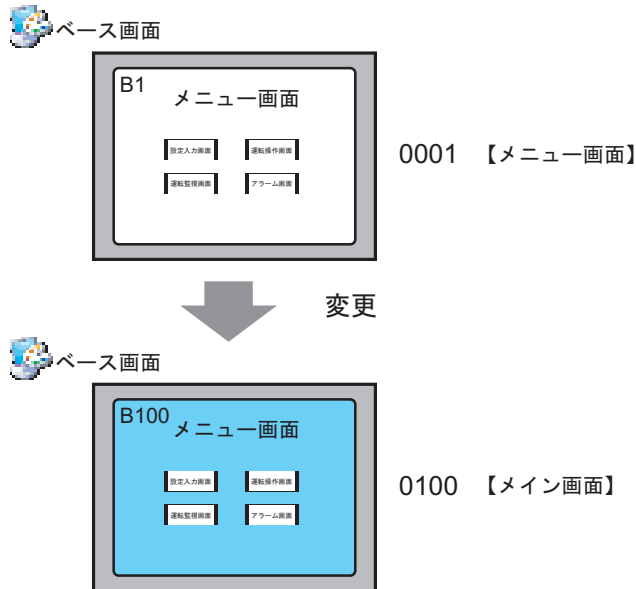 ベース画面
B1
メニュー画面
設定入力画面 運転操作画面
運転監視画面 アラーム画面
0001 【メニュー画面】
変更
ベース画面
B100
メニュー画面
設定入力画面 運転操作画面
運転監視画面 アラーム画面
0100 【メイン画面】